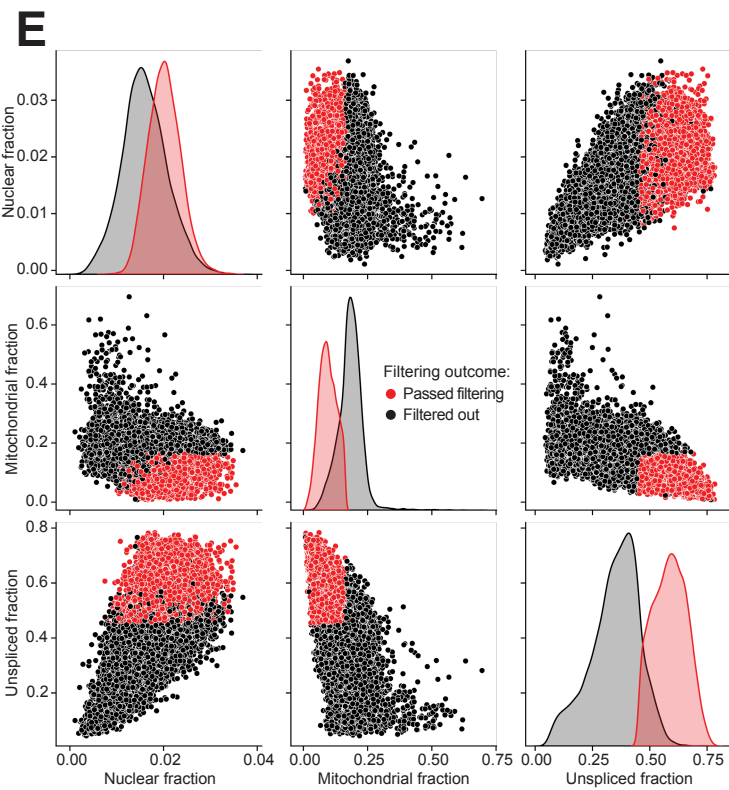 E
Nuclear fraction
0.03
0.02
0.01
0.00
Mitochondrial fraction
0.6
0.4
0.2
0.0
Filtering outcome:
Passed filtering
Filtered out
Unspliced fraction
0.8
0.6
0.4
0.2
0.00 0.02 0.04 0.00 0.25 0.50 0.75 0.00 0.25 0.50 0.75
Nuclear fraction Mitochondrial fraction Unspliced fraction